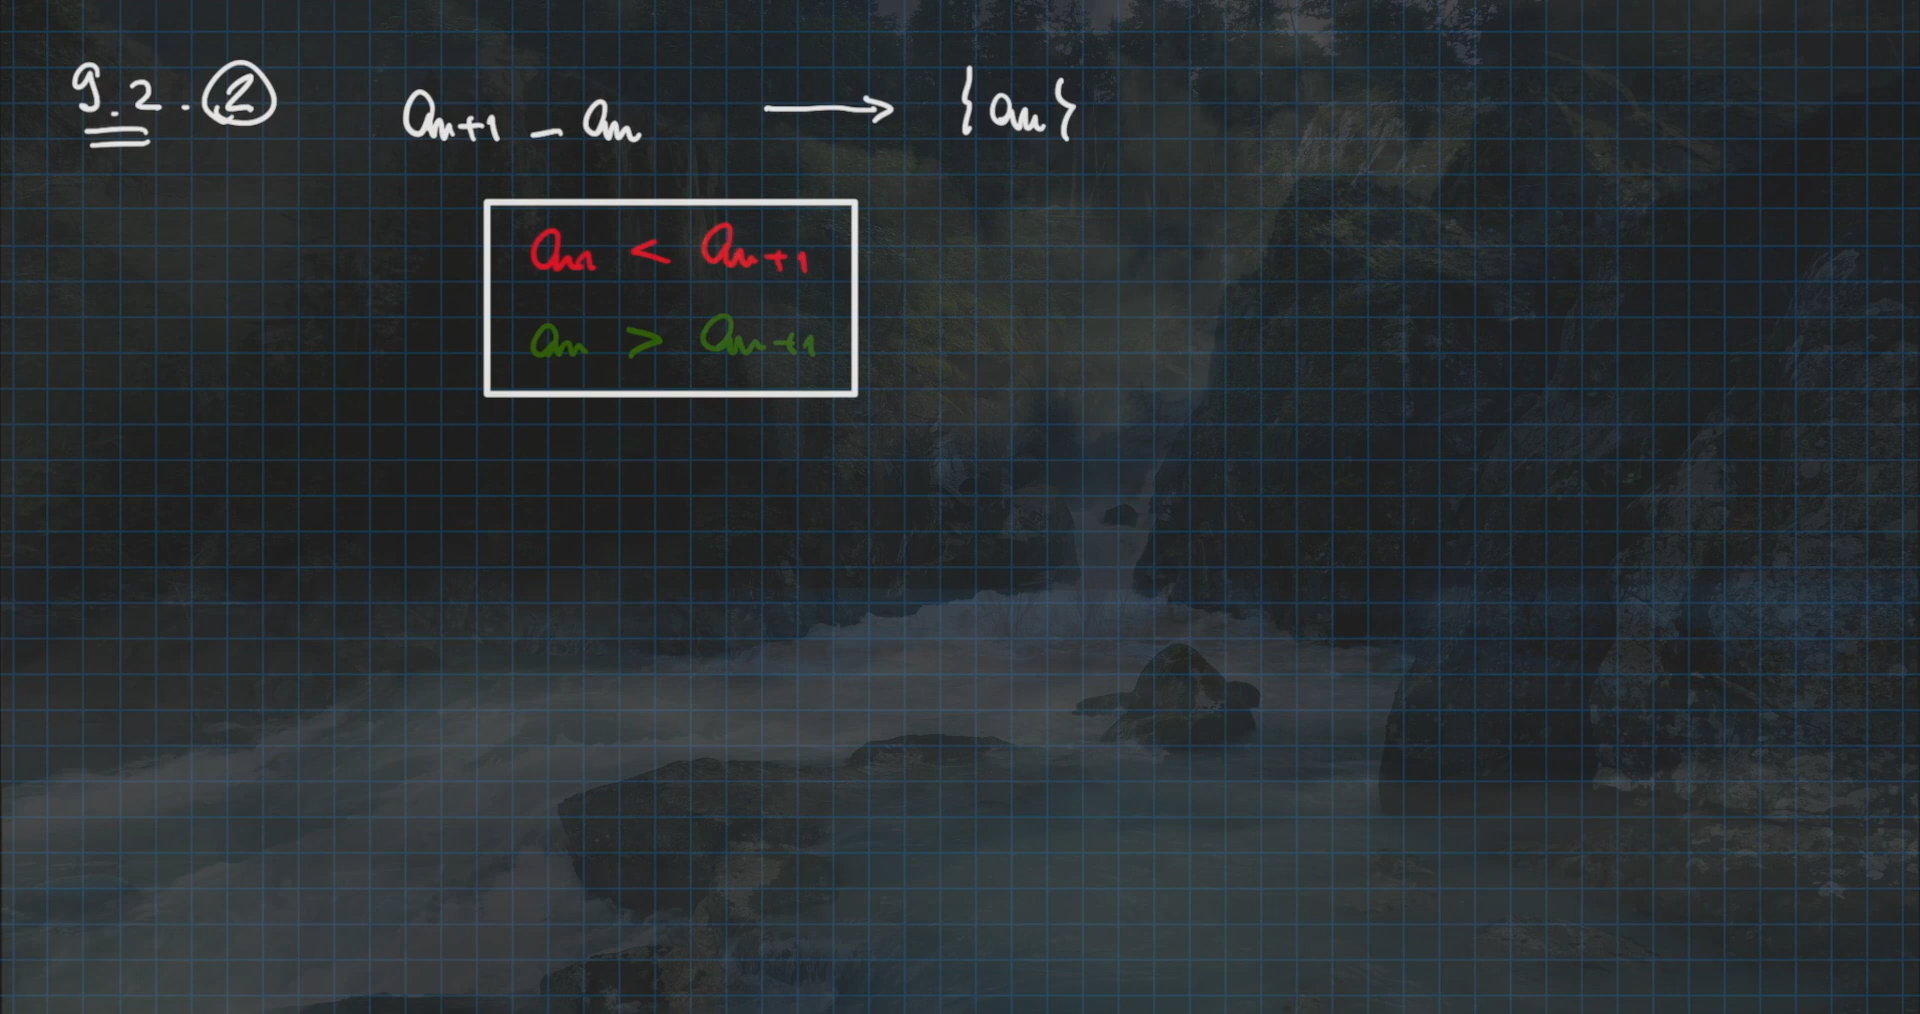 9.2. ② aₙ₊₁ - aₙ ⟶ {aₙ}
aₙ < aₙ₊₁
aₙ > aₙ₊₁